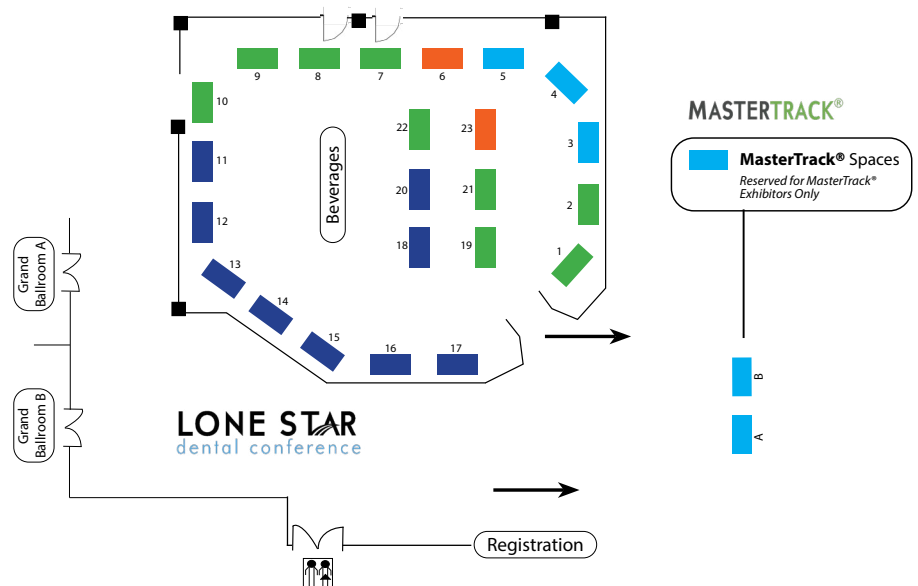 9
8
7
6
5
4
10
3
MASTERTRACK®
22
23
11
MasterTrack® Spaces
Reserved for MasterTrack®
Exhibitors Only
Beverages
20
21
2
12
18
19
1
Grand
Ballroom A
13
14
15
16
17
B
A
Grand
Ballroom B
LONE STAR
dental conference
Registration